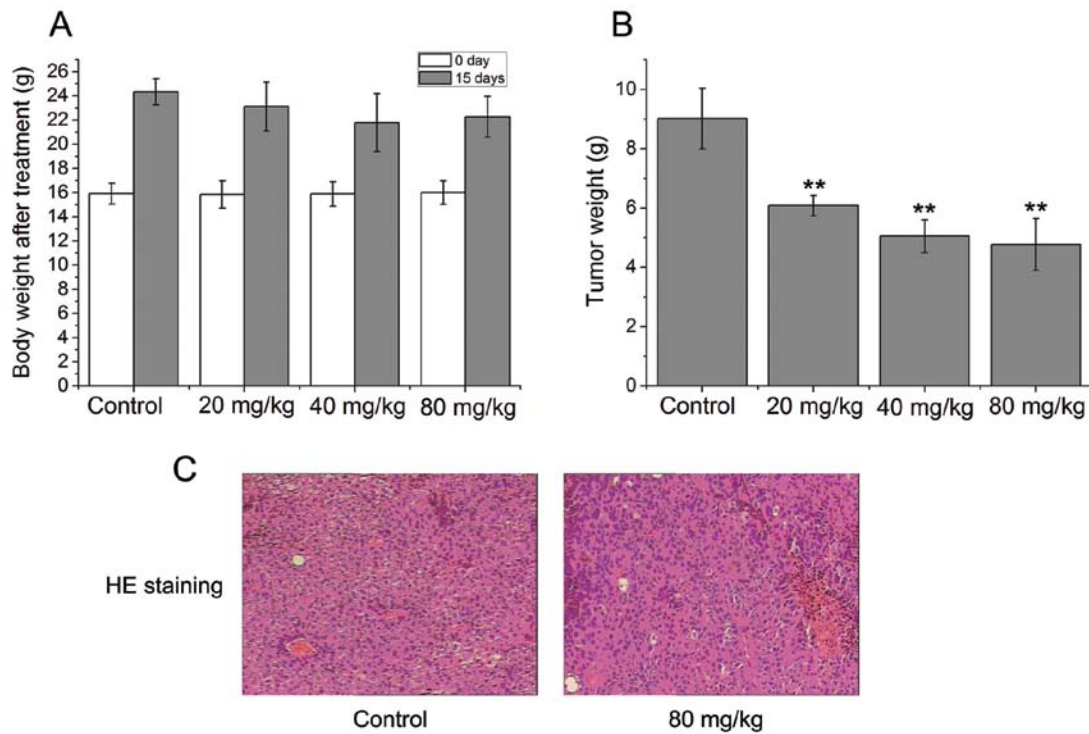 A
Body weight after treatment (g)
26
24
22
20
18
16
14
12
10
8
6
4
2
0
0 day
15 days
Control
20 mg/kg
40 mg/kg
80 mg/kg
B
Tumor weight (g)
10
8
6
4
2
0
**
**
**
Control
20 mg/kg
40 mg/kg
80 mg/kg
C
HE staining
Control
80 mg/kg